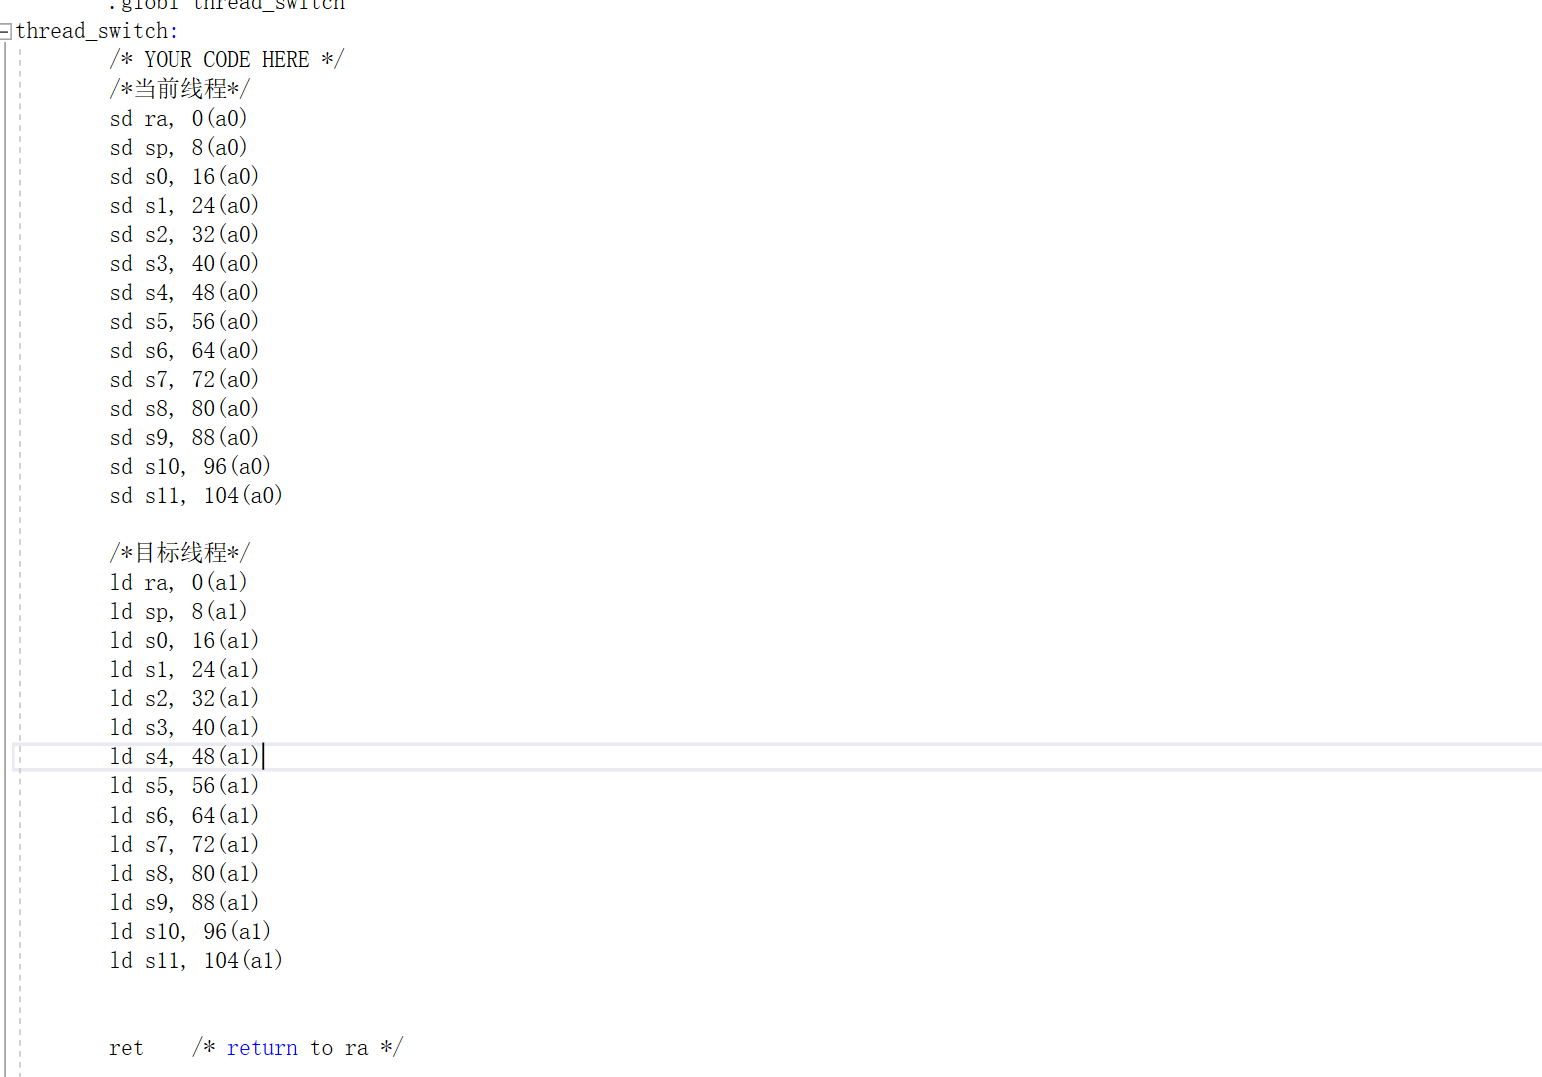 .globl thread_switch
thread_switch:
/* YOUR CODE HERE */
/*当前线程*/
sd ra, 0(a0)
sd sp, 8(a0)
sd s0, 16(a0)
sd s1, 24(a0)
sd s2, 32(a0)
sd s3, 40(a0)
sd s4, 48(a0)
sd s5, 56(a0)
sd s6, 64(a0)
sd s7, 72(a0)
sd s8, 80(a0)
sd s9, 88(a0)
sd s10, 96(a0)
sd s11, 104(a0)
/*目标线程*/
ld ra, 0(a1)
ld sp, 8(a1)
ld s0, 16(a1)
ld s1, 24(a1)
ld s2, 32(a1)
ld s3, 40(a1)
ld s4, 48(a1)
ld s5, 56(a1)
ld s6, 64(a1)
ld s7, 72(a1)
ld s8, 80(a1)
ld s9, 88(a1)
ld s10, 96(a1)
ld s11, 104(a1)
ret    /* return to ra */